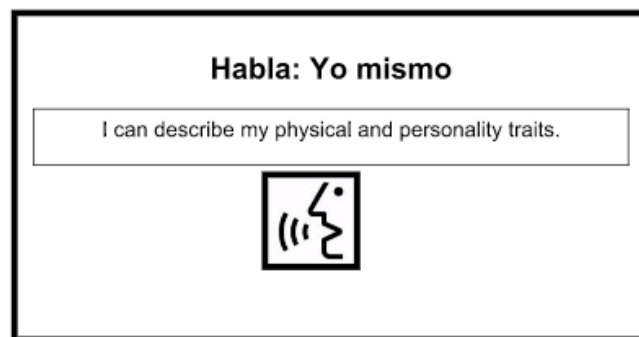 Habla: Yo mismo
I can describe my physical and personality traits.